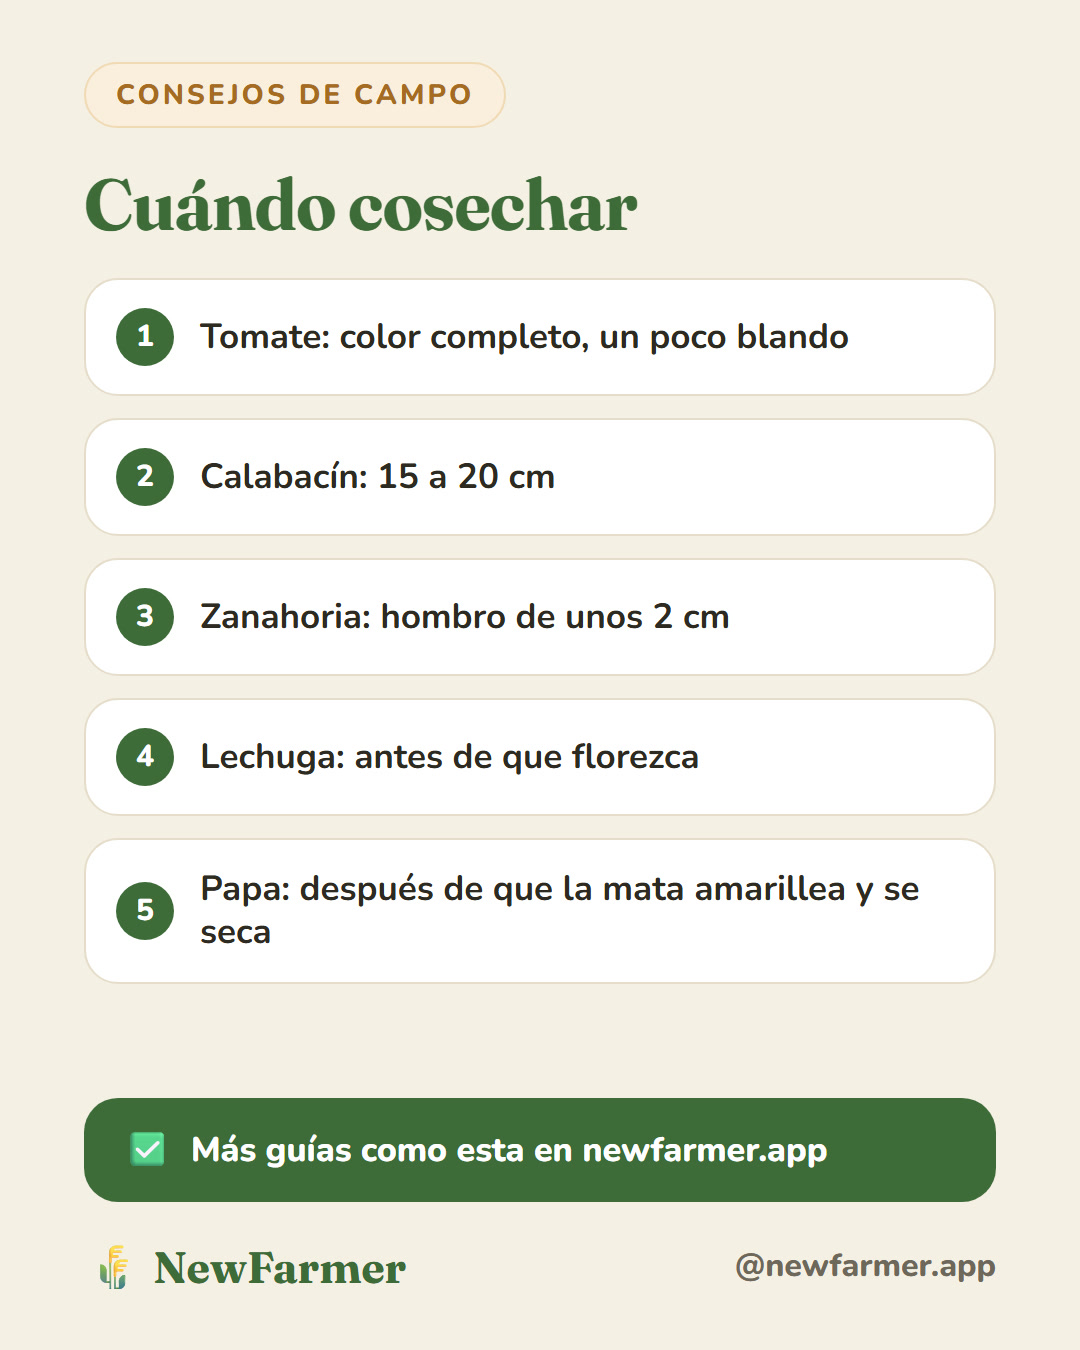 CONSEJOS DE CAMPO
Cuándo cosechar
1 Tomate: color completo, un poco blando
2 Calabacín: 15 a 20 cm
3 Zanahoria: hombro de unos 2 cm
4 Lechuga: antes de que florezca
5 Papa: después de que la mata amarillea y se
seca
Más guías como esta en newfarmer.app
NewFarmer
@newfarmer.app